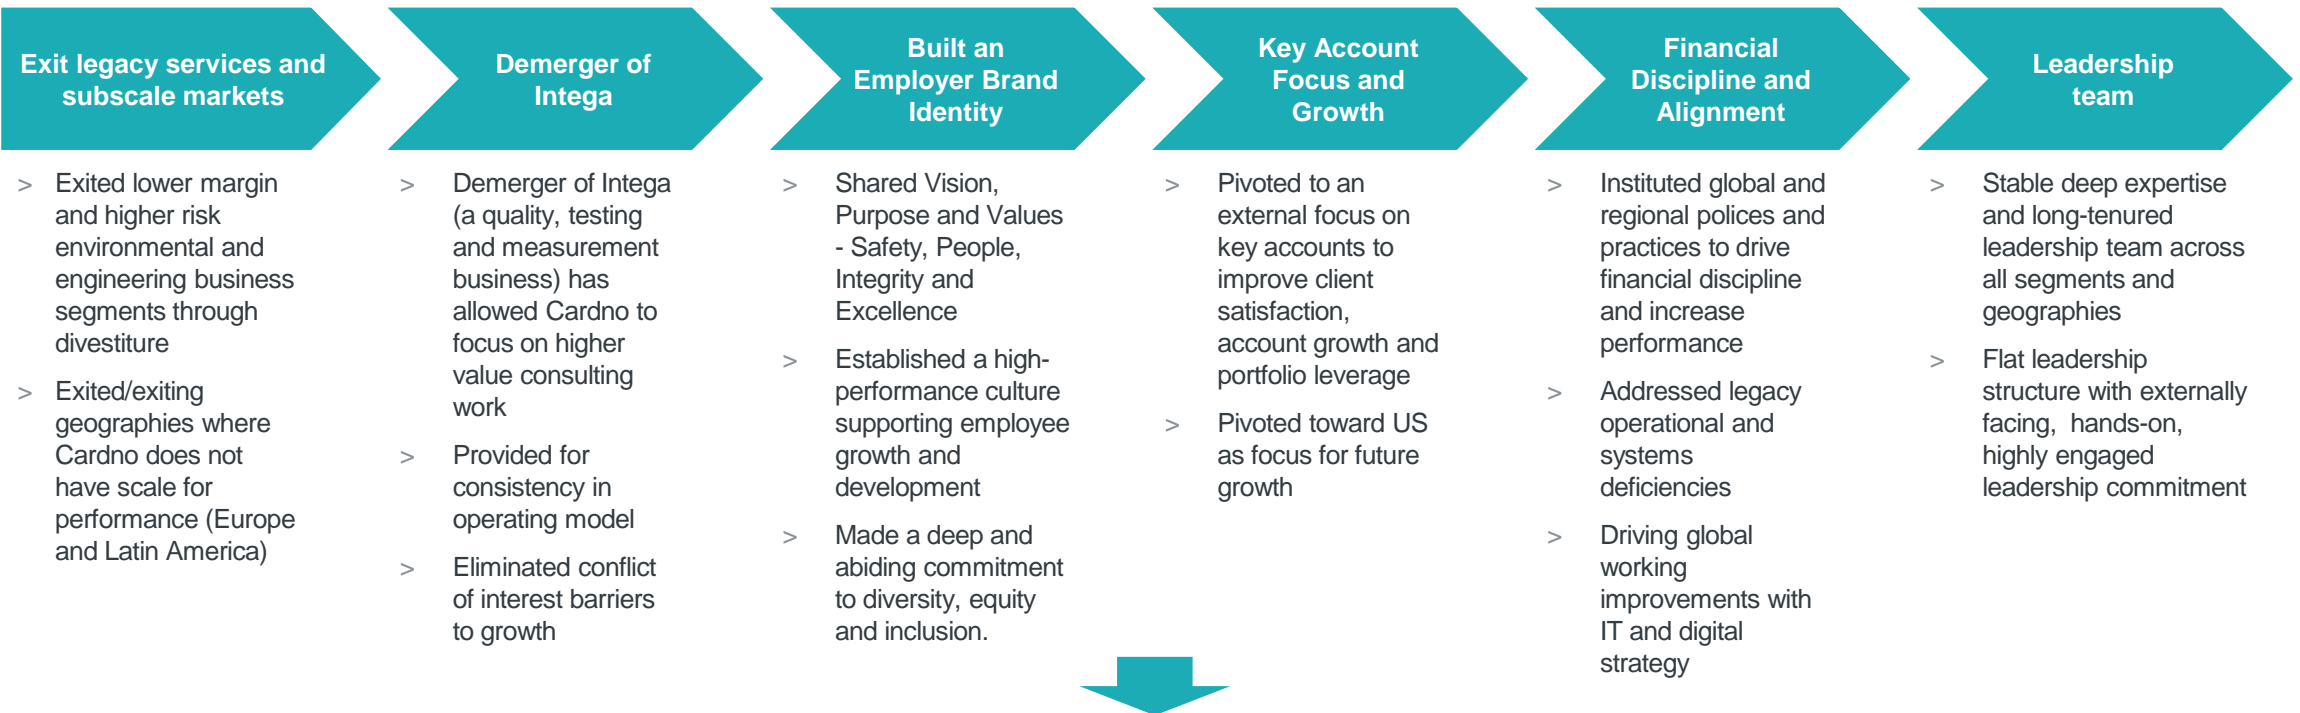 Exit legacy services and
subscale markets
> Exited lower margin
and higher risk
environmental and
engineering business
segments through
divestiture
> Exited/exiting
geographies where
Cardno does not
have scale for
performance (Europe
and Latin America)
Demerger of
Intega
> Demerger of Intega
(a quality, testing
and measurement
business) has
allowed Cardno to
focus on higher
value consulting
work
> Provided for
consistency in
operating model
> Eliminated conflict
of interest barriers
to growth
Built an
Employer Brand
Identity
> Shared Vision,
Purpose and Values
- Safety, People,
Integrity and
Excellence
> Established a high-
performance culture
supporting employee
growth and
development
> Made a deep and
abiding commitment
to diversity, equity
and inclusion.
Key Account
Focus and
Growth
> Pivoted to an
external focus on
key accounts to
improve client
satisfaction,
account growth and
portfolio leverage
> Pivoted toward US
as focus for future
growth
Financial
Discipline and
Alignment
> Instituted global and
regional polices and
practices to drive
financial discipline
and increase
performance
> Addressed legacy
operational and
systems
deficiencies
> Driving global
working
improvements with
IT and digital
strategy
Leadership
team
> Stable deep expertise
and long-tenured
leadership team across
all segments and
geographies
> Flat leadership
structure with externally
facing, hands-on,
highly engaged
leadership commitment